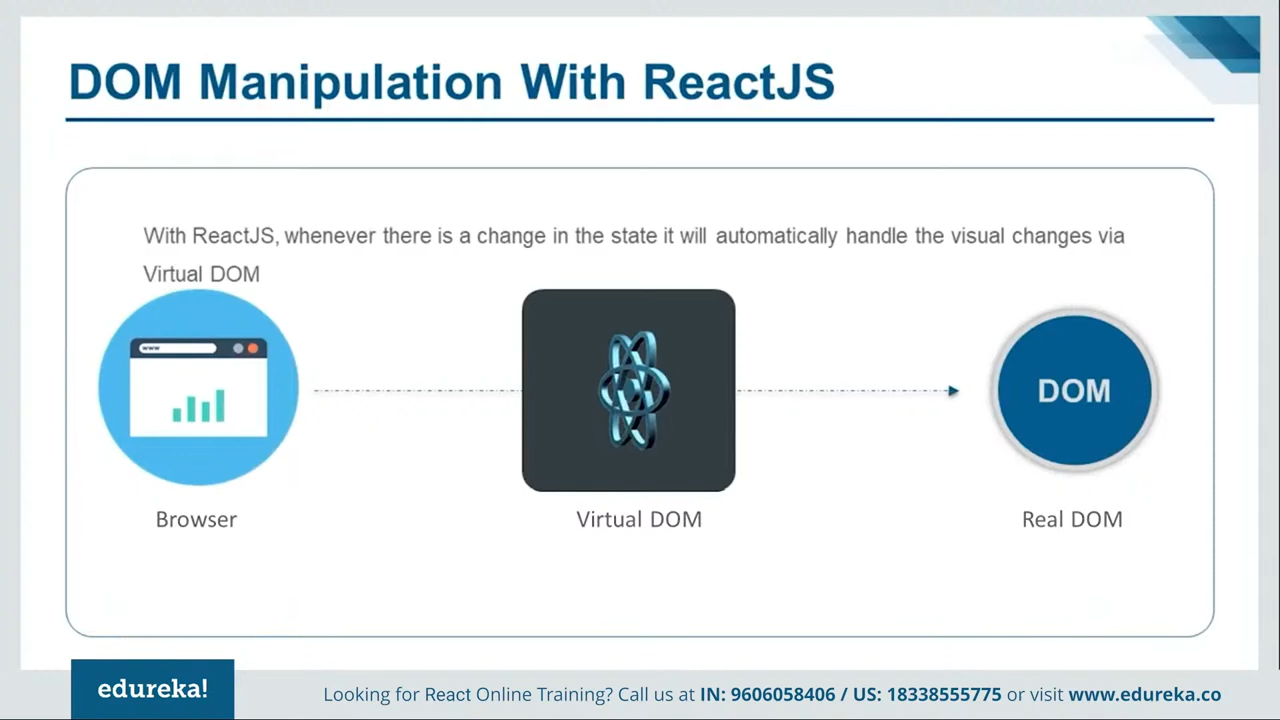 DOM Manipulation With ReactJS
With ReactJS, whenever there is a change in the state it will automatically handle the visual changes via
Virtual DOM
www
DOM
Browser
Virtual DOM
Real DOM
edureka!
Looking for React Online Training? Call us at IN: 9606058406 / US: 18338555775 or visit www.edureka.co